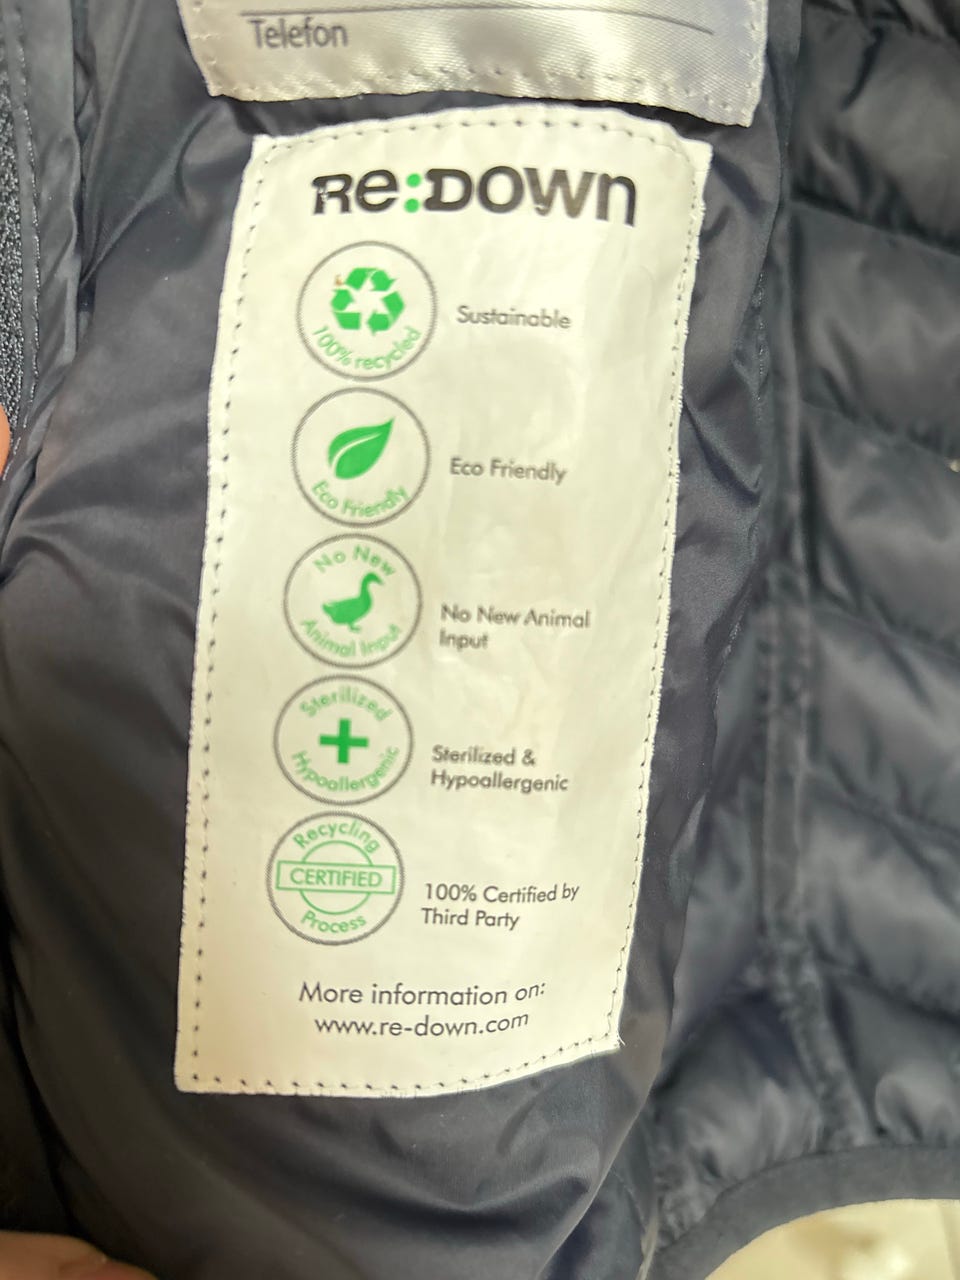 Telefon
Re:DOWN
100% recycled
Sustainable
Eco Friendly
Eco Friendly
No New
Animal Input
No New Animal
Input
Sterilized
Hypoallergenic
Sterilized &
Hypoallergenic
Recycling
CERTIFIED
Process
100% Certified by
Third Party
More information on:
www.re-down.com